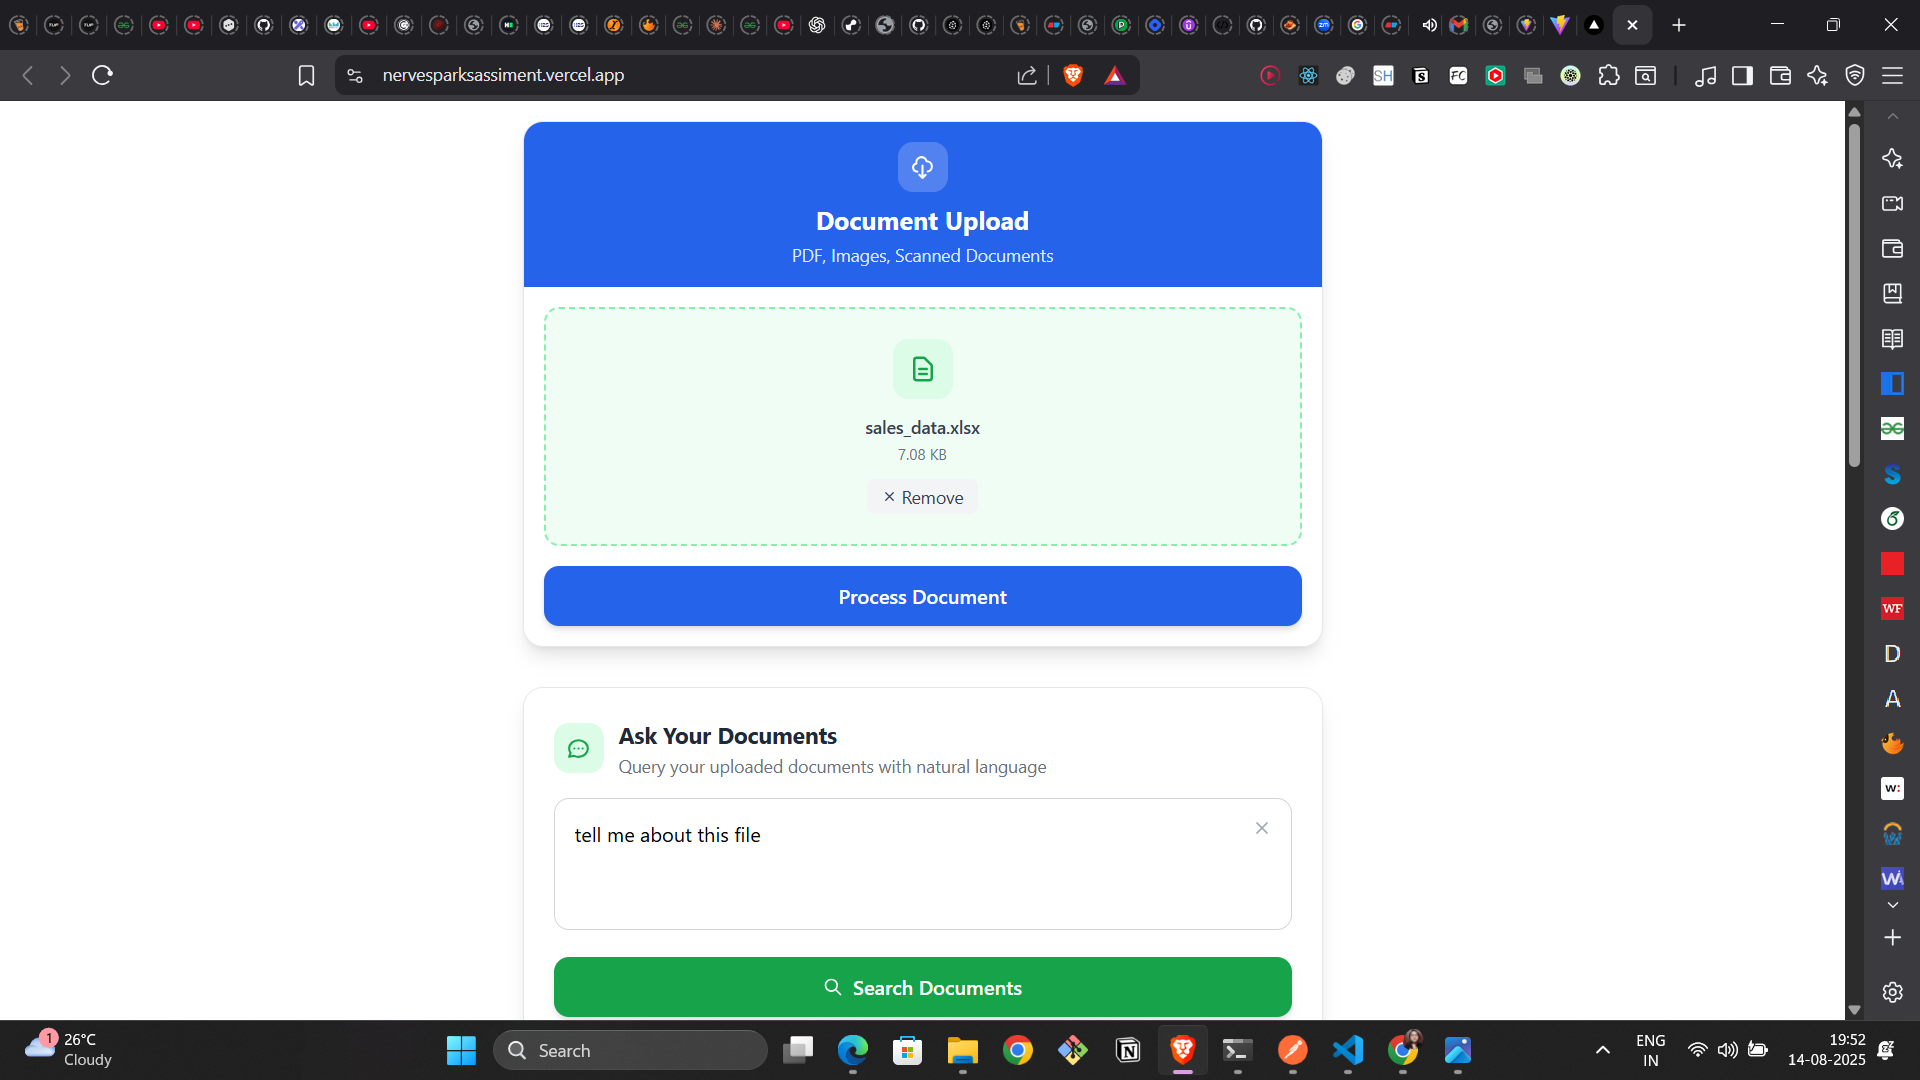 nervesparksassiment.vercel.app
Document Upload
PDF, Images, Scanned Documents
sales_data.xlsx
7.08 KB
× Remove
Process Document
Ask Your Documents
Query your uploaded documents with natural language
tell me about this file
Search Documents
1
26°C
Cloudy
Search
ENG
IN
19:52
14-08-2025